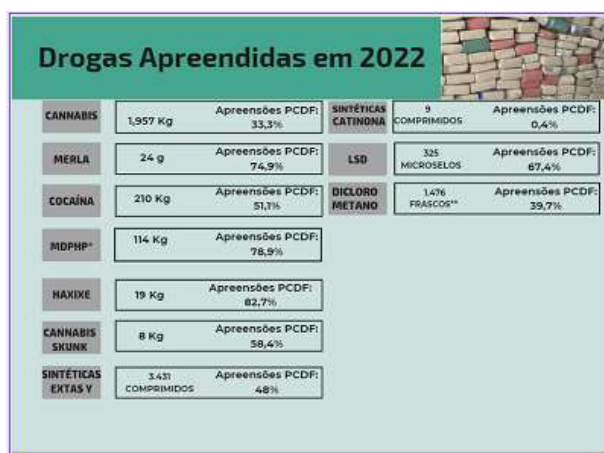 Drogas Apreendidas em 2022
CANNABIS
1,957 Kg
Apreensões PCDF:
33,3%
MERLA
24 g
Apreensões PCDF:
74,9%
COCAÍNA
210 Kg
Apreensões PCDF:
51,1%
MDPHP*
114 Kg
Apreensões PCDF:
78,9%
HAXIXE
19 Kg
Apreensões PCDF:
82,7%
CANNABIS
SKUNK
8 Kg
Apreensões PCDF:
58,4%
SINTÉTICAS
EXTAS Y
3.431
COMPRIMIDOS
Apreensões PCDF:
48%
SINTÉTICAS
CATINONA
9
COMPRIMIDOS
Apreensões PCDF:
0,4%
LSD
325
MICROSELOS
Apreensões PCDF:
67,4%
DICLORO
METANO
1.476
FRASCOS**
Apreensões PCDF:
39,7%